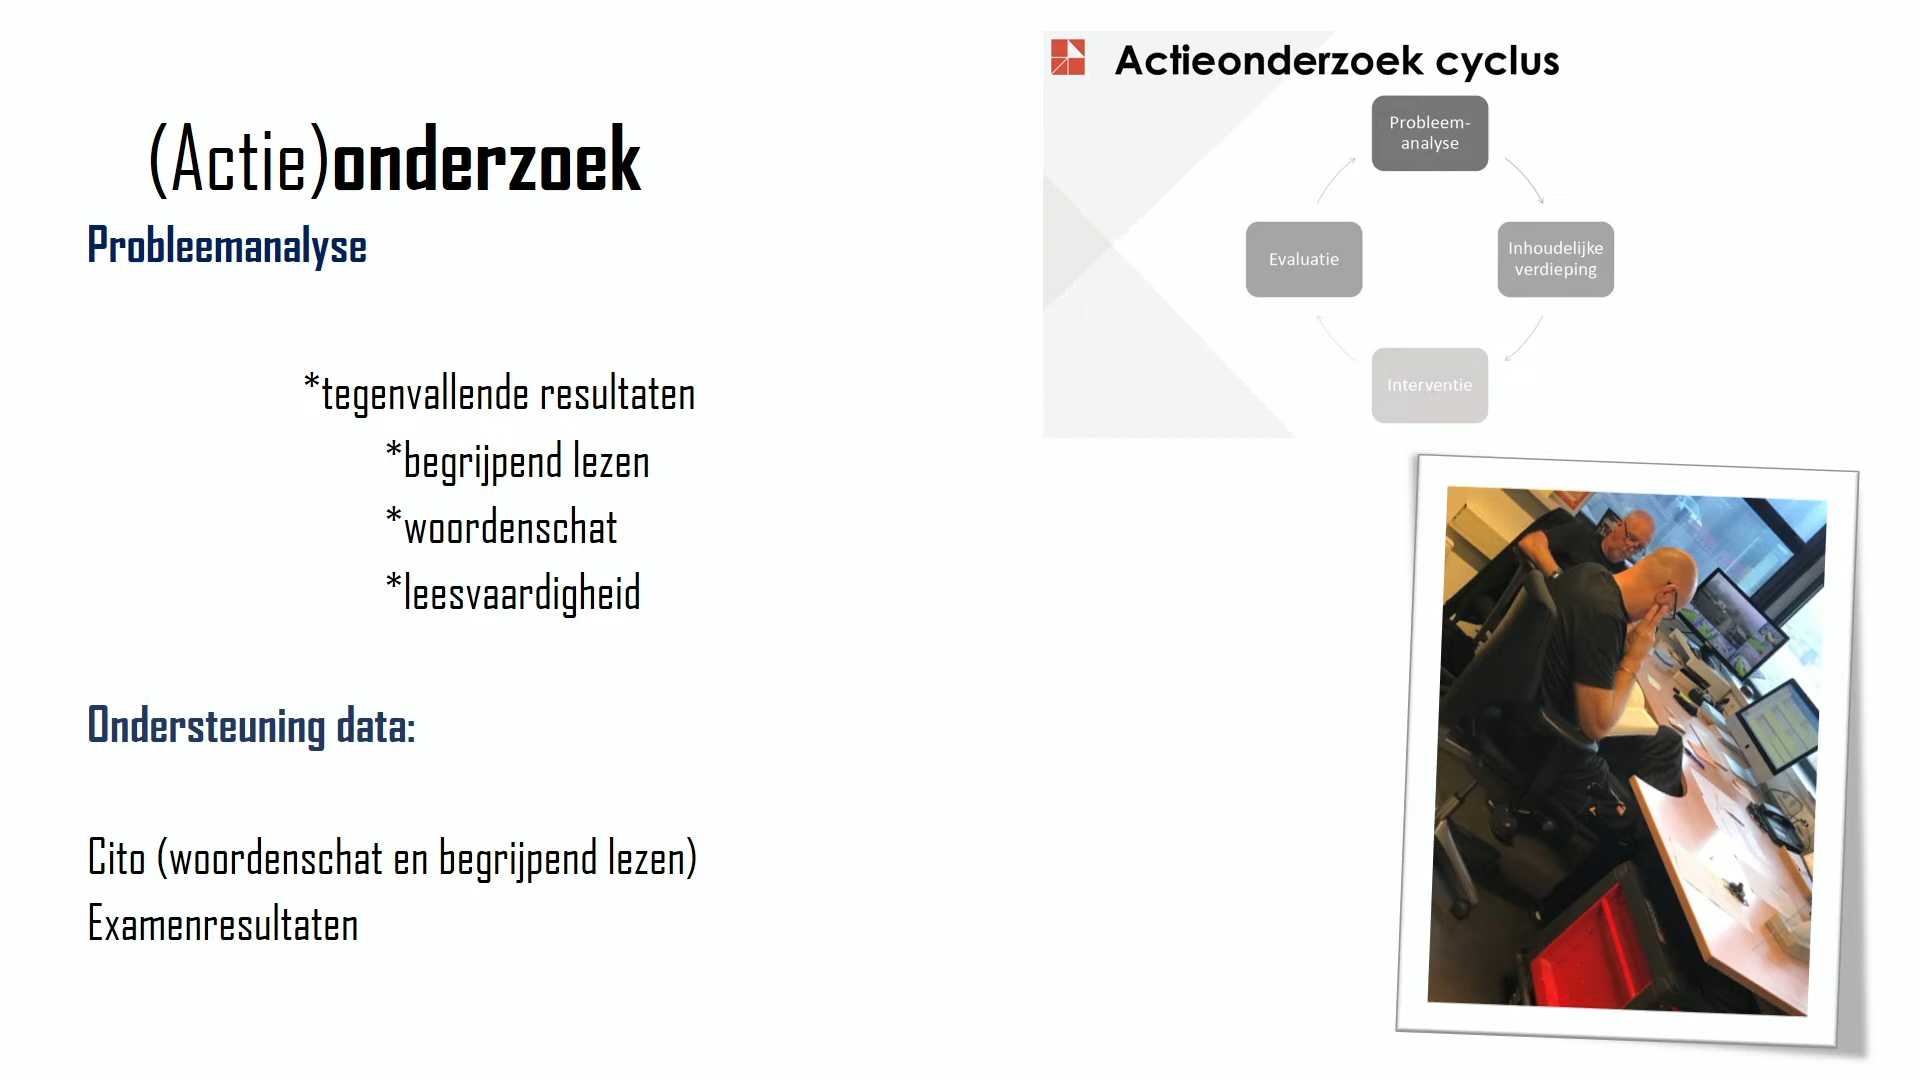 (Actie)onderzoek
Probleemanalyse
*tegenvallende resultaten
*begrijpend lezen
*woordenschat
*leesvaardigheid
Ondersteuning data:
Cito (woordenschat en begrijpend lezen)
Examenresultaten
Actieonderzoek cyclus
Probleem-
analyse
Inhoudelijke
verdieping
Interventie
Evaluatie